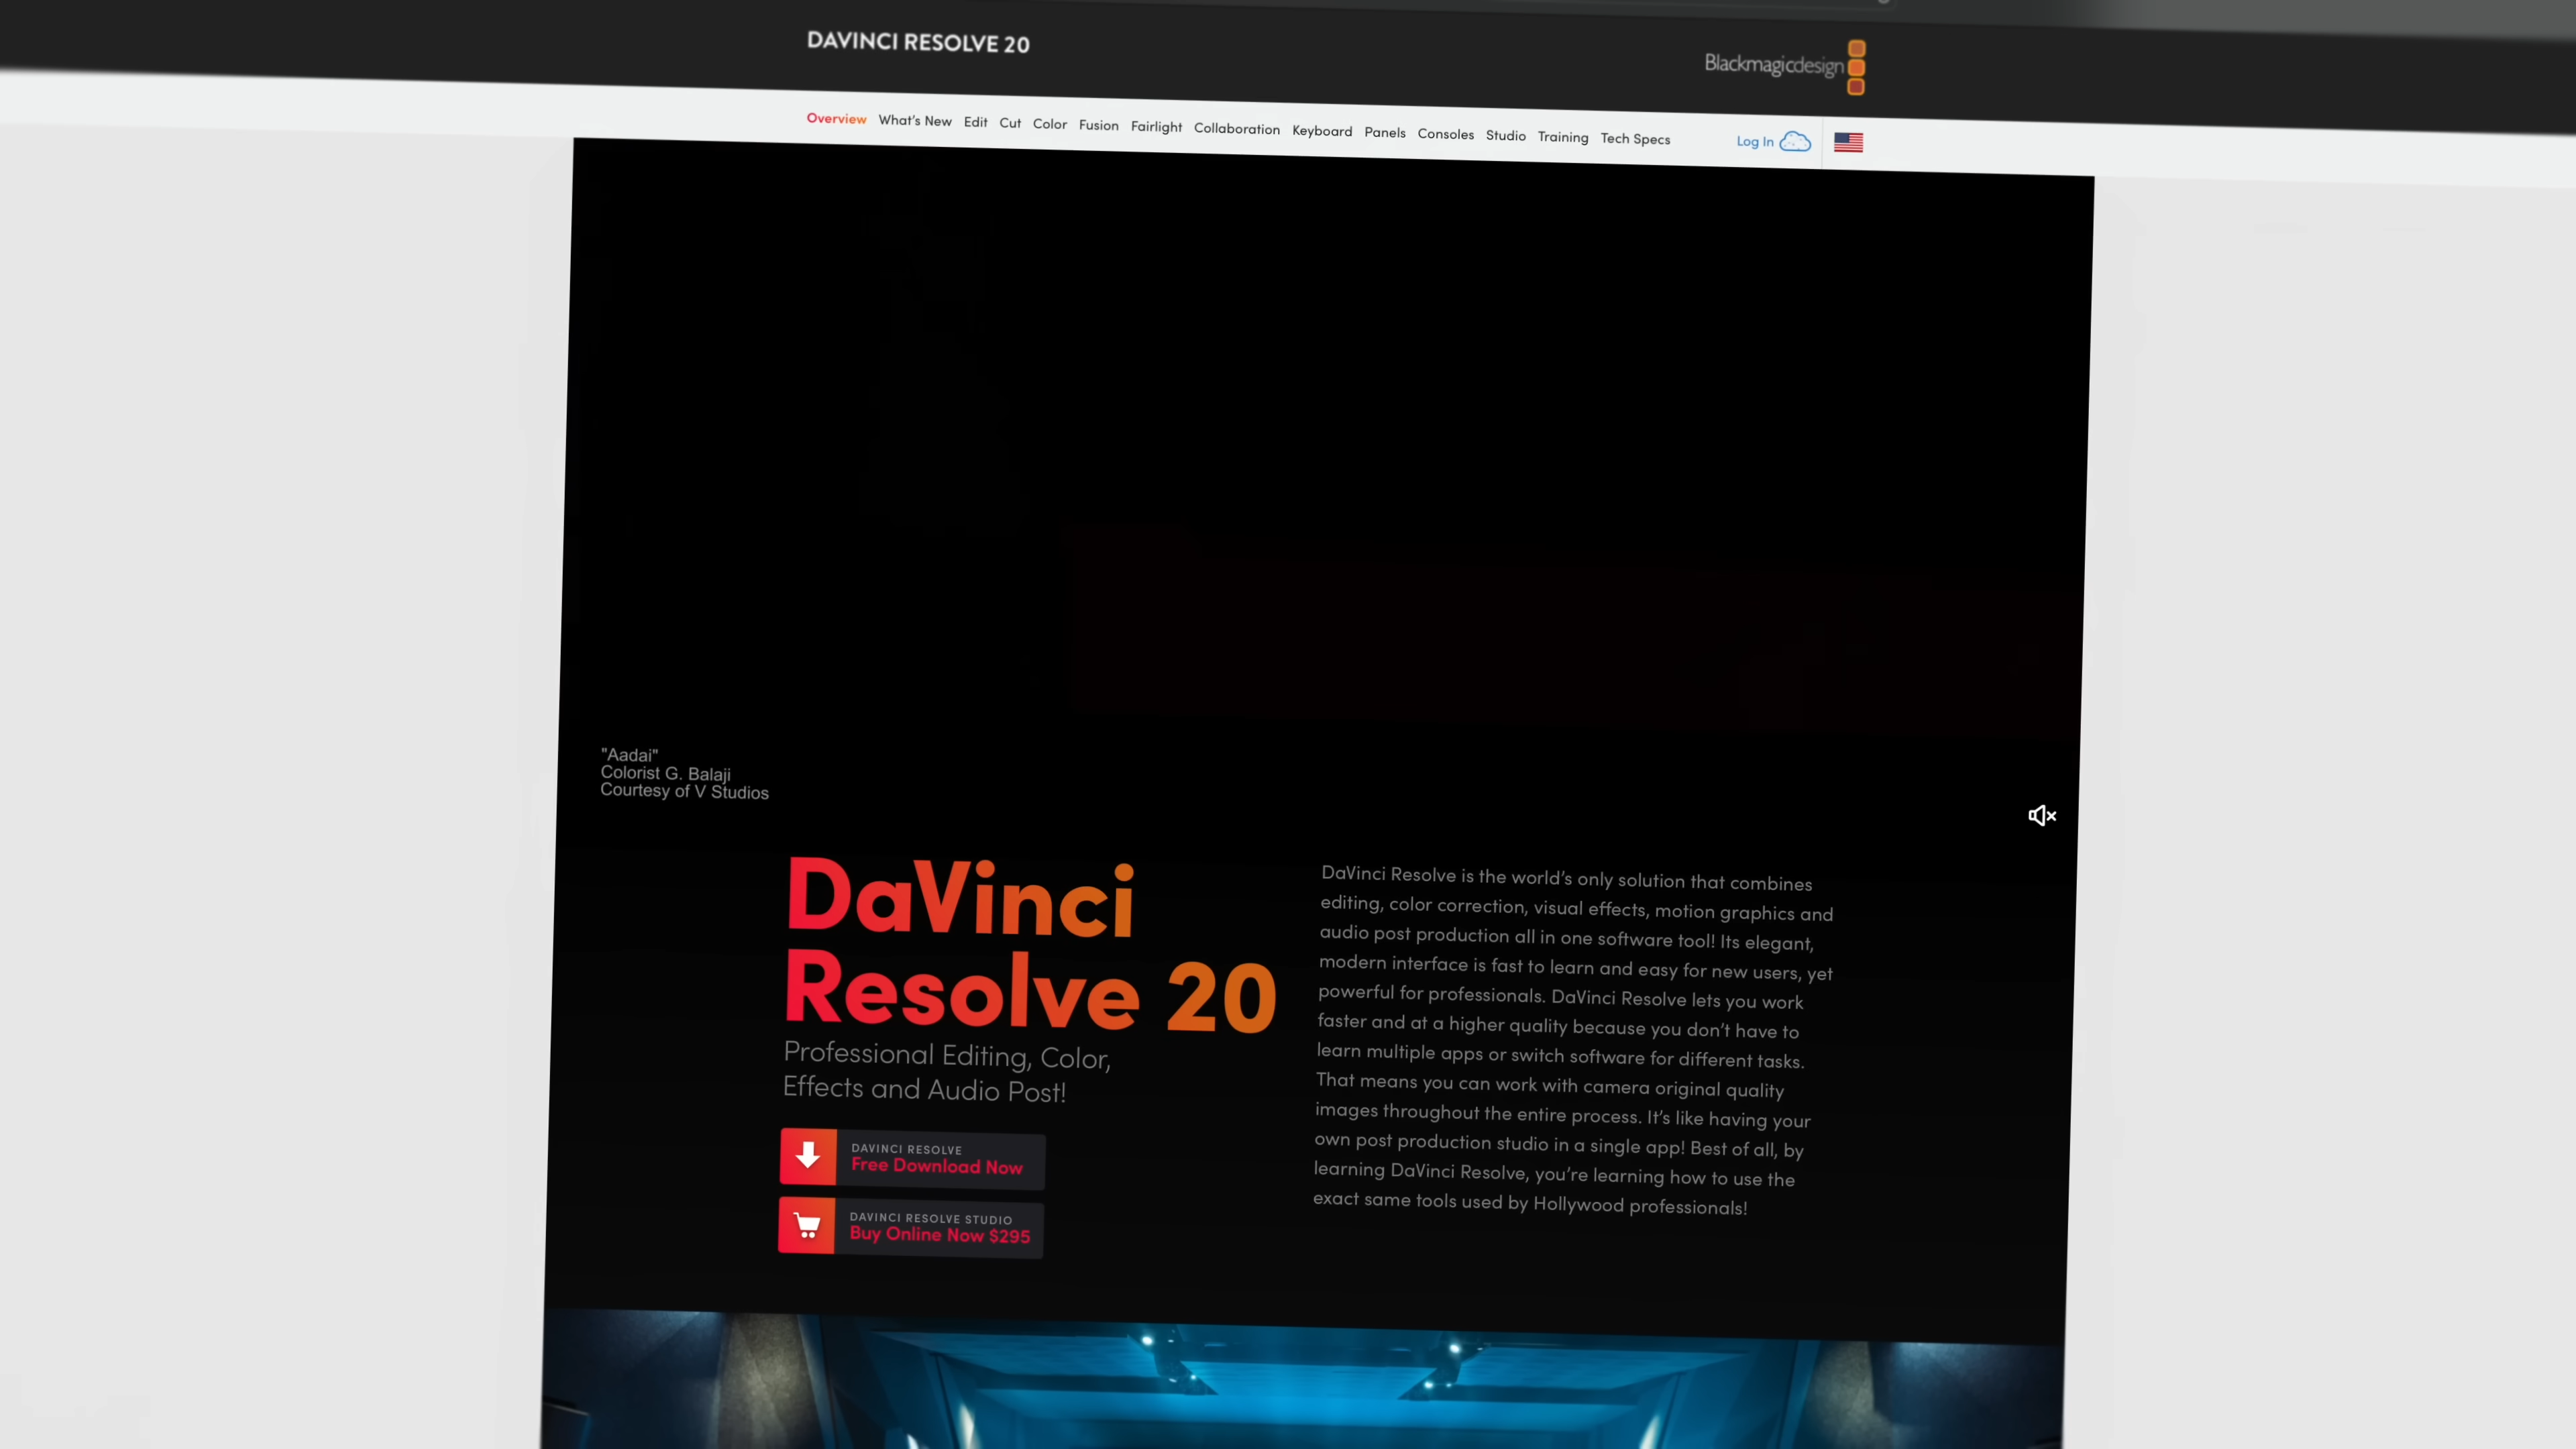 DAVINCI RESOLVE 20
Blackmagicdesign
Overview What's New Edit Cut Color Fusion Fairlight Collaboration Keyboard Panels Consoles Studio Training Tech Specs Log In
"Aadai"
Colorist G. Balaji
Courtesy of V Studios
DaVinci
Resolve 20
Professional Editing, Color,
Effects and Audio Post!
DAVINCI RESOLVE
Free Download Now
DAVINCI RESOLVE STUDIO
Buy Online Now $295
DaVinci Resolve is the world's only solution that combines
editing, color correction, visual effects, motion graphics and
audio post production all in one software tool! Its elegant,
modern interface is fast to learn and easy for new users, yet
powerful for professionals. DaVinci Resolve lets you work
faster and at a higher quality because you don't have to
learn multiple apps or switch software for different tasks.
That means you can work with camera original quality
images throughout the entire process. It's like having your
own post production studio in a single app! Best of all, by
learning DaVinci Resolve, you're learning how to use the
exact same tools used by Hollywood professionals!